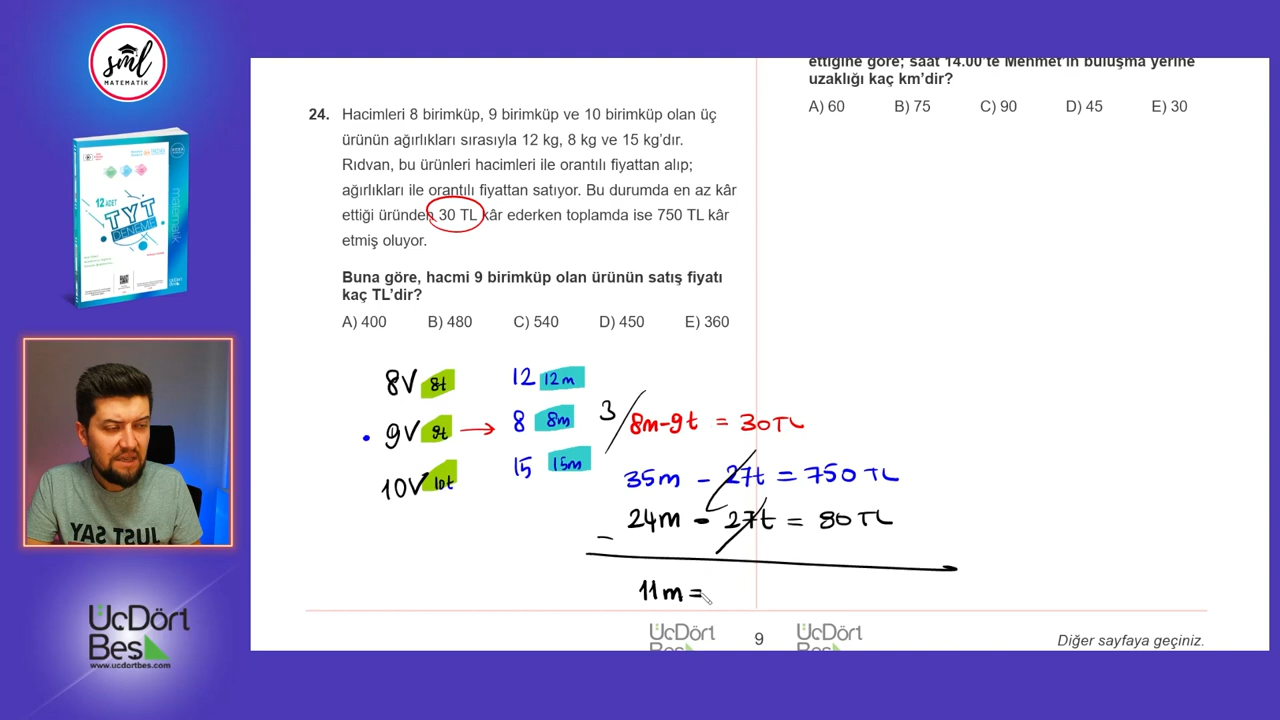 sml
MATEMATİK
12 ADET
TYT
DENEME
matematik
JUST SAY
ÜçDört
Beş
www.ucdortbes.com
24. Hacimleri 8 birimküp, 9 birimküp ve 10 birimküp olan üç
ürünün ağırlıkları sırasıyla 12 kg, 8 kg ve 15 kg'dır.
Rıdvan, bu ürünleri hacimleri ile orantılı fiyattan alıp;
ağırlıkları ile orantılı fiyattan satıyor. Bu durumda en az kâr
ettiği üründen 30 TL kâr ederken toplamda ise 750 TL kâr
etmiş oluyor.
Buna göre, hacmi 9 birimküp olan ürünün satış fiyatı
kaç TL'dir?
A) 400 B) 480 C) 540 D) 450 E) 360
8V 8t 12 12m
9V 9t → 8 8m
10V 10t 15 15m
3/ 8m-9t = 30TL
35m - 27t = 750 TL
24m - 27t = 80 TL
-
11m =
ettiğine göre; saat 14.00'te Mehmet'in buluşma yerine
uzaklığı kaç km'dir?
A) 60 B) 75 C) 90 D) 45 E) 30
ÜçDört
Beş
9
ÜçDört
Beş
Diğer sayfaya geçiniz.